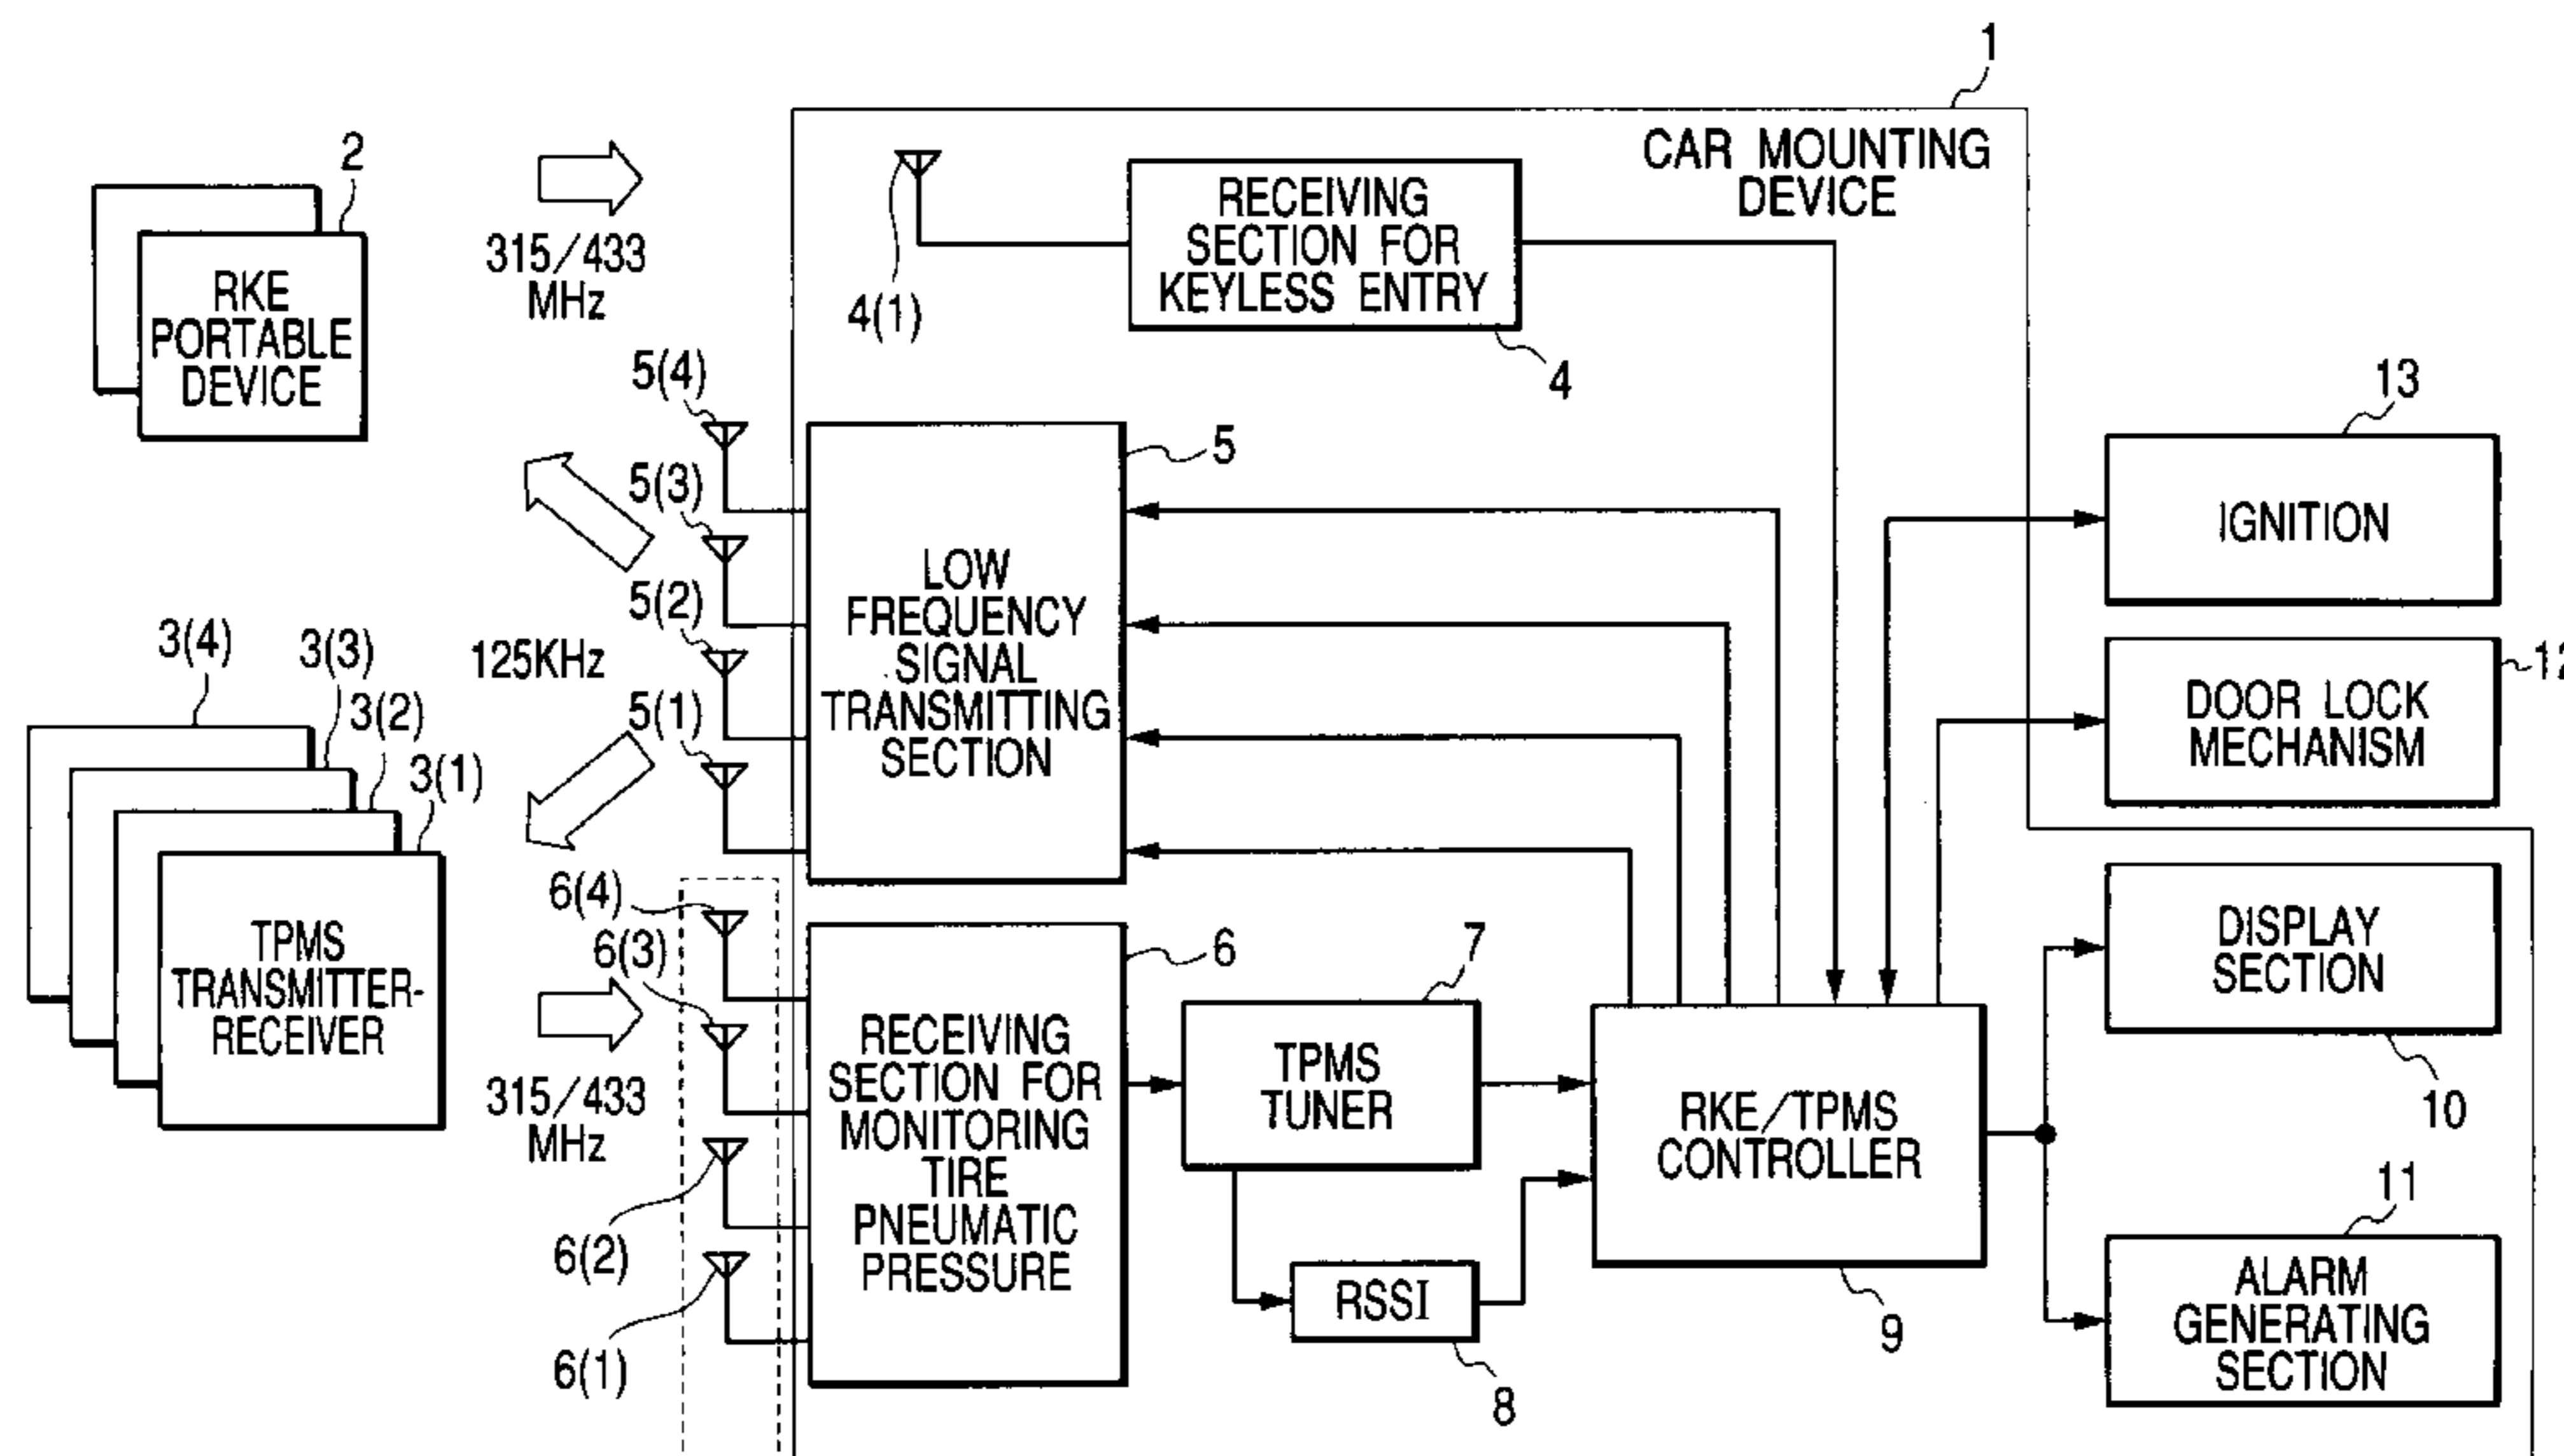 1
CAR MOUNTING
DEVICE
2
RKE
PORTABLE
DEVICE
315/433
MHz
4(1)
RECEIVING
SECTION FOR
KEYLESS ENTRY
4
5(4)
5(3)
5(2)
5(1)
125KHz
LOW
FREQUENCY
SIGNAL
TRANSMITTING
SECTION
5
13
IGNITION
12
DOOR LOCK
MECHANISM
3(4)
3(3)
3(2)
3(1)
TPMS
TRANSMITTER-
RECEIVER
315/433
MHz
6(4)
6(3)
6(2)
6(1)
RECEIVING
SECTION FOR
MONITORING
TIRE
PNEUMATIC
PRESSURE
6
7
TPMS
TUNER
RSSI
8
RKE/TPMS
CONTROLLER
9
DISPLAY
SECTION
10
11
ALARM
GENERATING
SECTION